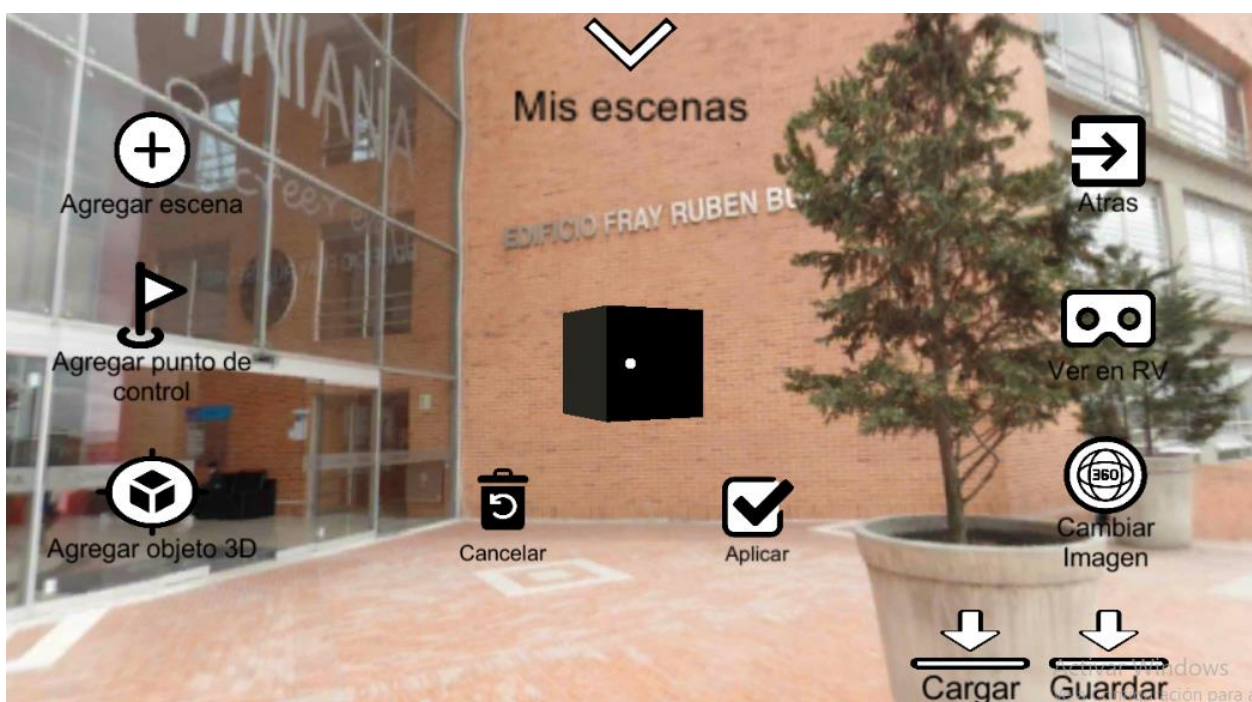 Mis escenas
Agregar escena
Atras
EDIFICIO FRAY RUBEN
Agregar punto de
control
Ver en RV
360
Agregar objeto 3D
Cancelar
Aplicar
Cambiar
Imagen
Cargar
Guardar
Activar Windows